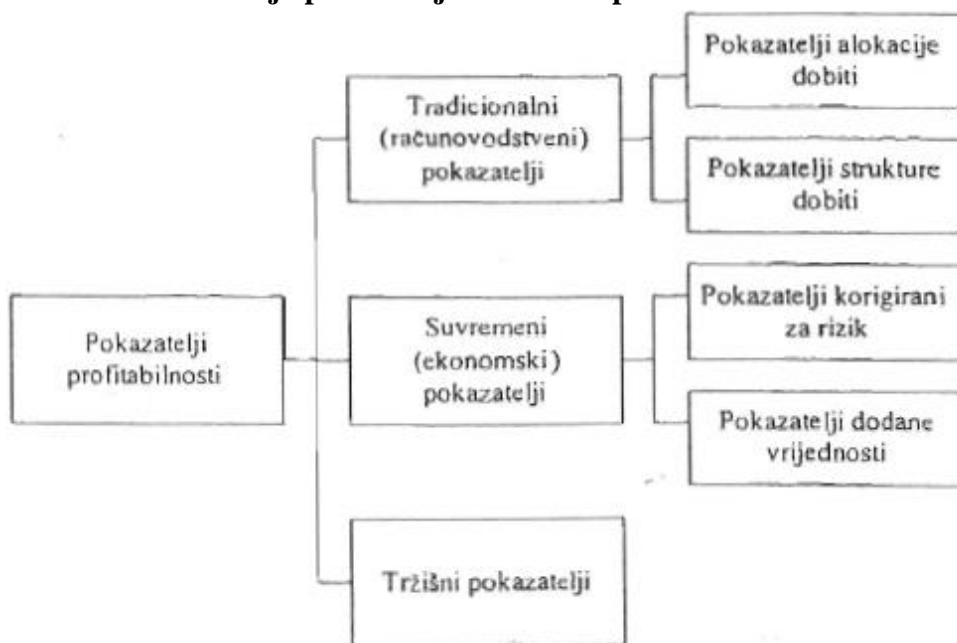 Pokazatelji alokacije
dobiti
Tradicionalni
(računovodstveni)
pokazatelji
Pokazatelji strukture
dobiti
Pokazatelji korigirani
za rizik
Pokazatelji
profitabilnosti
Suvremeni
(ekonomski)
pokazatelji
Pokazatelji dodane
vrijednosti
Tržišni pokazatelji